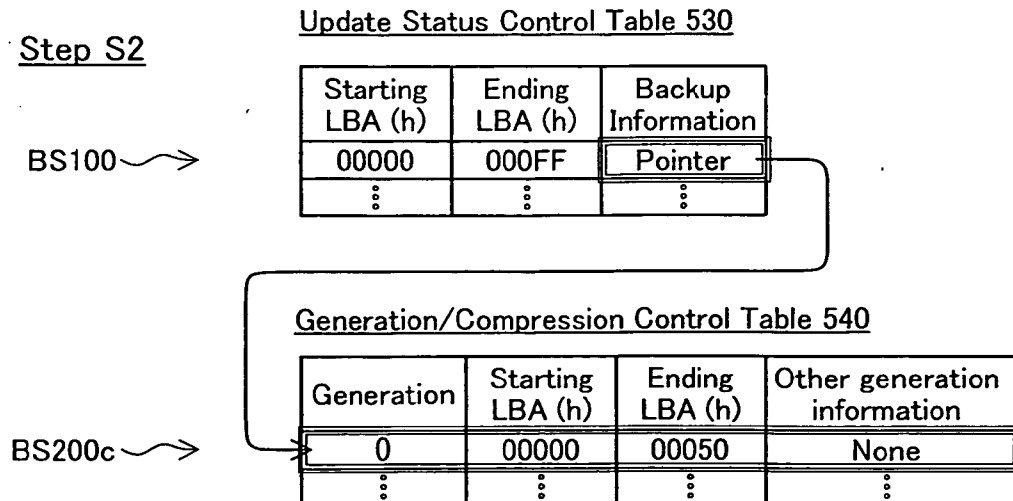 Update Status Control Table 530
Step S2
Starting LBA (h) Ending LBA (h) Backup Information
BS100 00000 000FF Pointer
Generation/Compression Control Table 540
Generation Starting LBA (h) Ending LBA (h) Other generation information
BS200c 0 00000 00050 None